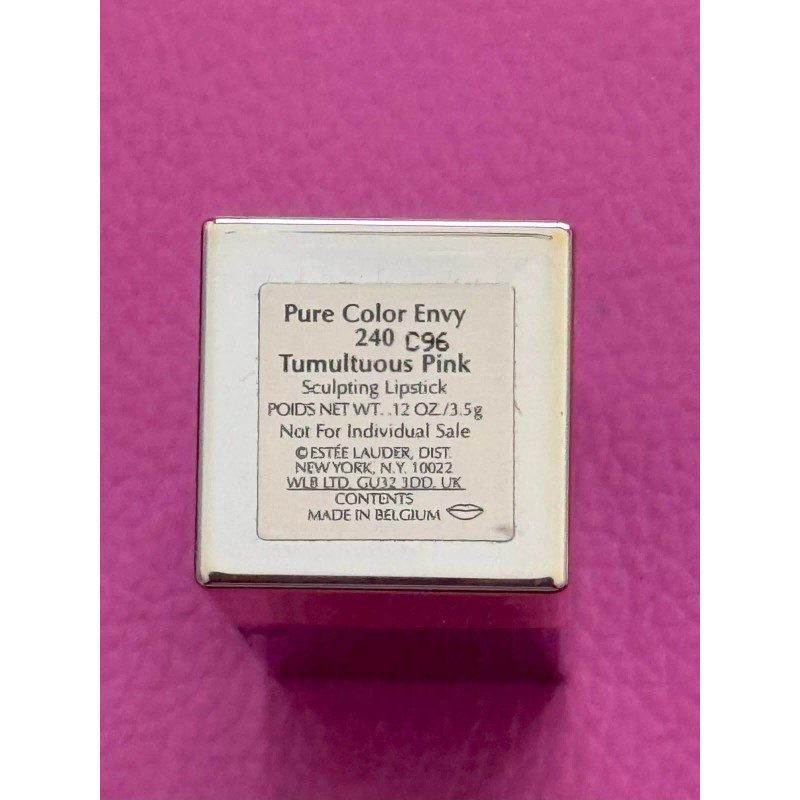 Pure Color Envy
240 C96
Tumultuous Pink
Sculpting Lipstick
POIDS NET WT. .12 OZ./3.5g
Not For Individual Sale
©ESTÉE LAUDER, DIST.
NEW YORK, N.Y. 10022
WLB LTD, GU32 3DD, UK
CONTENTS
MADE IN BELGIUM